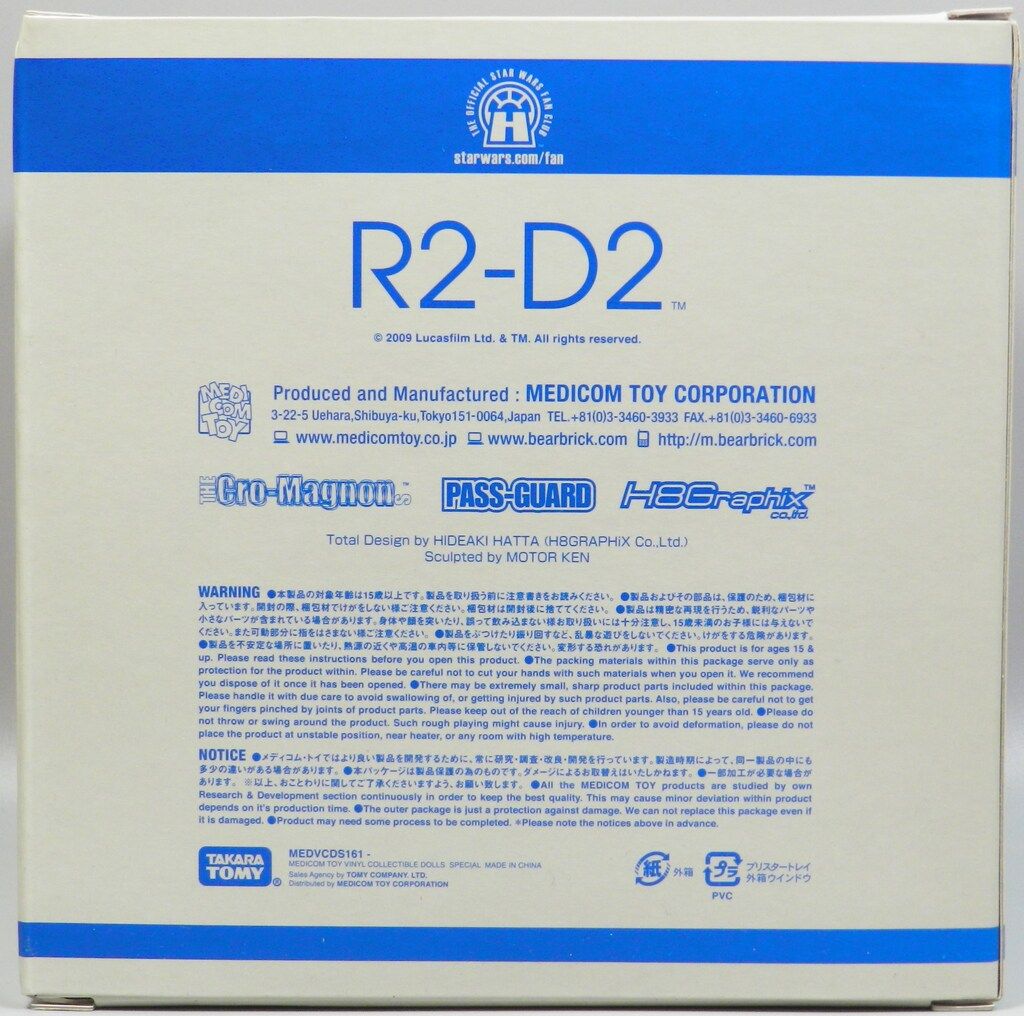 THE OFFICIAL STAR WARS FAN CLUB
H
starwars.com/fan
R2-D2™
© 2009 Lucasfilm Ltd. & TM. All rights reserved.
MEDI COM TOY
Produced and Manufactured : MEDICOM TOY CORPORATION
3-22-5 Uehara,Shibuya-ku,Tokyo151-0064,Japan TEL.+81(0)3-3460-3933 FAX.+81(0)3-3460-6933
www.medicomtoy.co.jp www.bearbrick.com http://m.bearbrick.com
THE Cro-Magnons™ PASS-GUARD H8Graphix™ co.,ltd.
Total Design by HIDEAKI HATTA (H8GRAPHiX Co.,Ltd.)
Sculpted by MOTOR KEN
WARNING ●本製品の対象年齢は15歳以上です。製品を取り扱う前に注意書きをお読みください。 ●製品およびその部品は、保護のため、梱包材に
入っています。開封の際、梱包材でけがをしない様ご注意ください。梱包材は開封後に捨ててください。 ●製品は精密な再現を行うため、鋭利なパーツや
小さなパーツが含まれている場合があります。身体や顔を突いたり、誤って飲み込まない様お取り扱いには十分注意し、15歳未満のお子様には与えないで
ください。また可動部分に指をはさまない様ご注意ください。 ●製品をぶつけたり振り回すなど、乱暴な遊びをしないでください。けがをする危険があります。
●製品を不安定な場所に置いたり、熱源の近くや高温の車内等に保管しないでください。変形する恐れがあります。 ●This product is for ages 15 &
up. Please read these instructions before you open this product. ●The packing materials within this package serve only as
protection for the product within. Please be careful not to cut your hands with such materials when you open it. We recommend
you dispose of it once it has been opened. ●There may be extremely small, sharp product parts included within this package.
Please handle it with due care to avoid swallowing of, or getting injured by such product parts. Also, please be careful not to get
your fingers pinched by joints of product parts. Please keep out of the reach of children younger than 15 years old. ●Please do
not throw or swing around the product. Such rough playing might cause injury. ●In order to avoid deformation, please do not
place the product at unstable position, near heater, or any room with high temperature.
NOTICE ●メディコム・トイではより良い製品を開発するために、常に研究・調査・改良・開発を行っています。製造時期によって、同一製品の中にも
多少の違いがある場合があります。 ●本パッケージは製品保護の為のものです。ダメージによるお取替えはいたしかねます。 ●一部加工が必要な場合が
あります。 ※以上、おことわりに関してご了承くださいますよう、お願い致します。 ●All the MEDICOM TOY products are studied by own
Research & Development section continuously in order to keep the best quality. This may cause minor deviation within product
depends on it's production time. ●The outer package is just a protection against damage. We can not replace this package even if
it is damaged. ●Product may need some process to be completed. *Please note the notices above in advance.
TAKARA TOMY®
MEDVCDS161 -
MEDICOM TOY VINYL COLLECTIBLE DOLLS SPECIAL MADE IN CHINA
Sales Agency by TOMY COMPANY. LTD.
Distributed by MEDICOM TOY CORPORATION
紙 外箱
プラ ブリスタートレイ
外箱ウインドウ
PVC